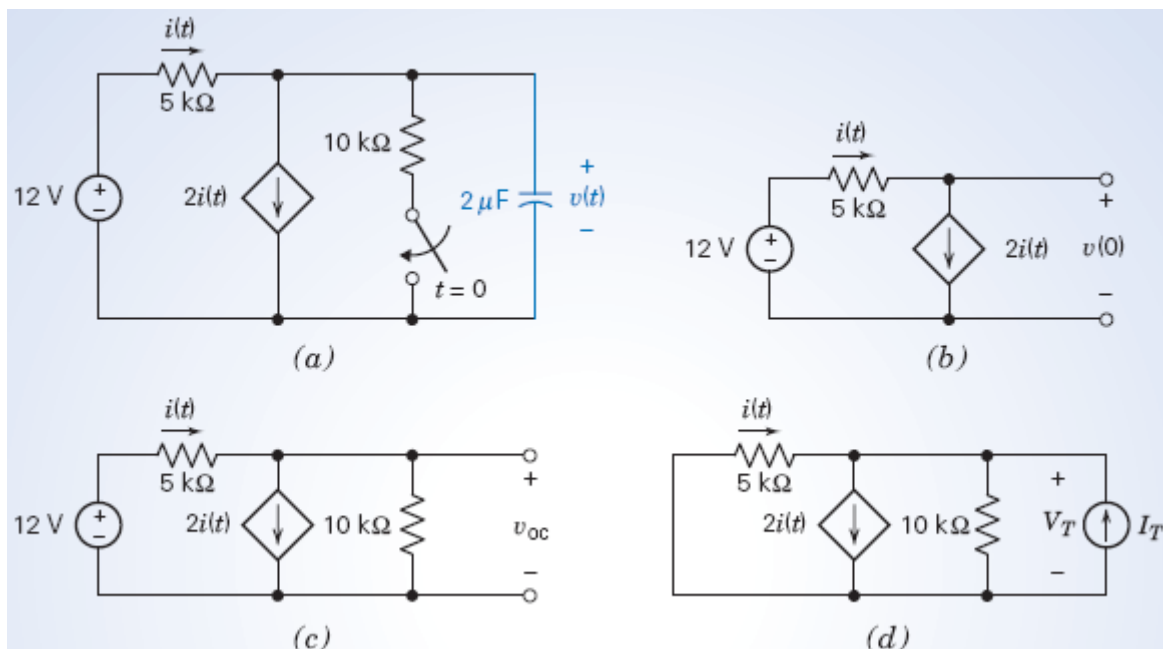 i(t)
5 kΩ
12 V
+
−
2i(t)
10 kΩ
t = 0
2 μF
+
v(t)
−
(a)
i(t)
5 kΩ
12 V
+
−
2i(t)
+
v(0)
−
(b)
i(t)
5 kΩ
12 V
+
−
2i(t)
10 kΩ
+
voc
−
(c)
i(t)
5 kΩ
2i(t)
10 kΩ
+
VT
−
IT
(d)